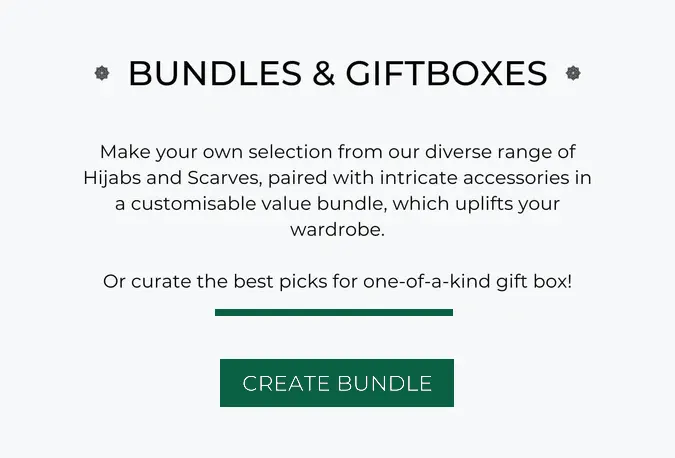 BUNDLES & GIFTBOXES
Make your own selection from our diverse range of
Hijabs and Scarves, paired with intricate accessories in
a customisable value bundle, which uplifts your
wardrobe.
Or curate the best picks for one-of-a-kind gift box!
CREATE BUNDLE